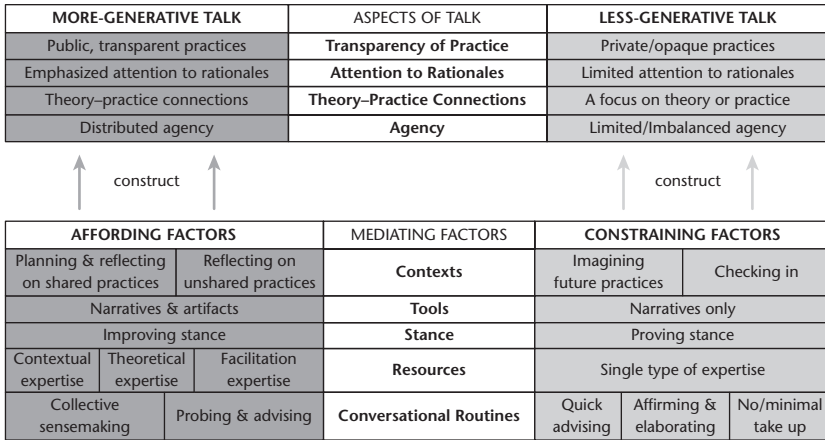 MORE-GENERATIVE TALK ASPECTS OF TALK LESS-GENERATIVE TALK
Public, transparent practices Transparency of Practice Private/opaque practices
Emphasized attention to rationales Attention to Rationales Limited attention to rationales
Theory–practice connections Theory–Practice Connections A focus on theory or practice
Distributed agency Agency Limited/Imbalanced agency
construct construct
AFFORDING FACTORS MEDIATING FACTORS CONSTRAINING FACTORS
Planning & reflecting
on shared practices
Reflecting on
unshared practices
Contexts
Imagining
future practices
Checking in
Narratives & artifacts Tools Narratives only
Improving stance Stance Proving stance
Contextual
expertise
Theoretical
expertise
Facilitation
expertise
Resources
Single type of expertise
Collective
sensemaking
Probing & advising
Conversational Routines
Quick
advising
Affirming &
elaborating
No/minimal
take up